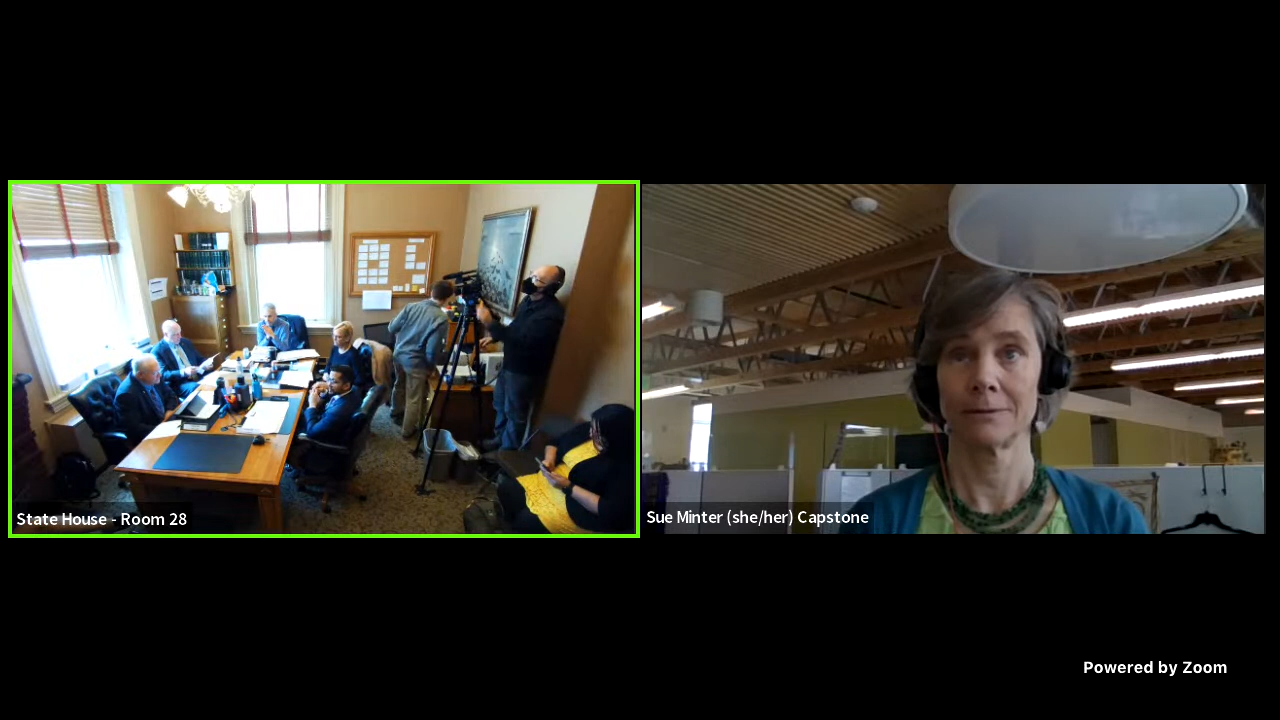 State House - Room 28
Sue Minter (she/her) Capstone
Powered by Zoom